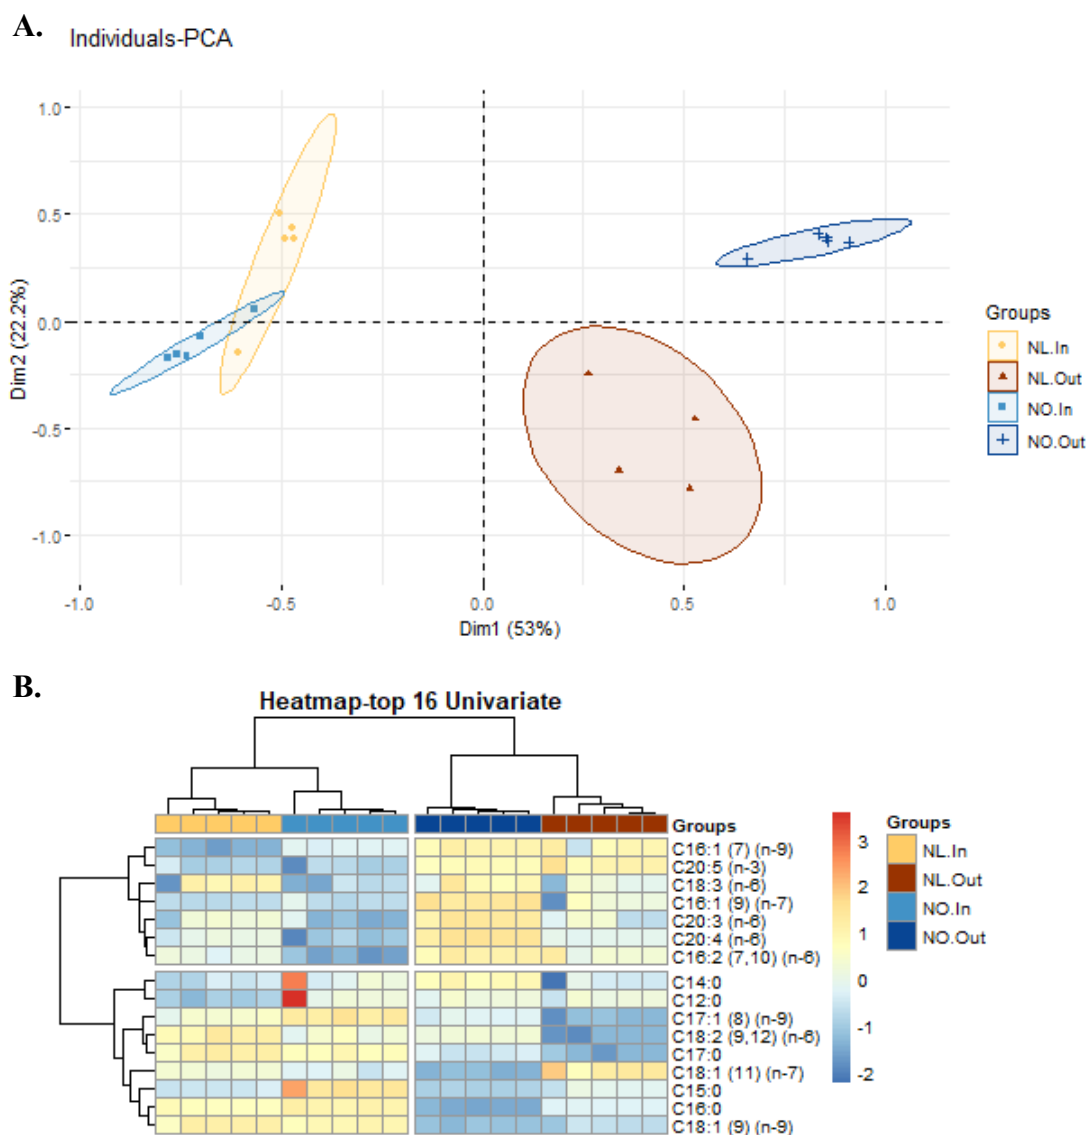 A.
Individuals-PCA
1.0
0.5
0.0
-0.5
-1.0
Dim2 (22.2%)
-1.0
-0.5
0.0
0.5
1.0
Dim1 (53%)
Groups
NL.In
NL.Out
NO.In
NO.Out
B.
Heatmap-top 16 Univariate
Groups
C16:1 (7) (n-9)
C20:5 (n-3)
C18:3 (n-6)
C16:1 (9) (n-7)
C20:3 (n-6)
C20:4 (n-6)
C16:2 (7,10) (n-6)
C14:0
C12:0
C17:1 (8) (n-9)
C18:2 (9,12) (n-6)
C17:0
C18:1 (11) (n-7)
C15:0
C16:0
C18:1 (9) (n-9)
3
2
1
0
-1
-2
Groups
NL.In
NL.Out
NO.In
NO.Out